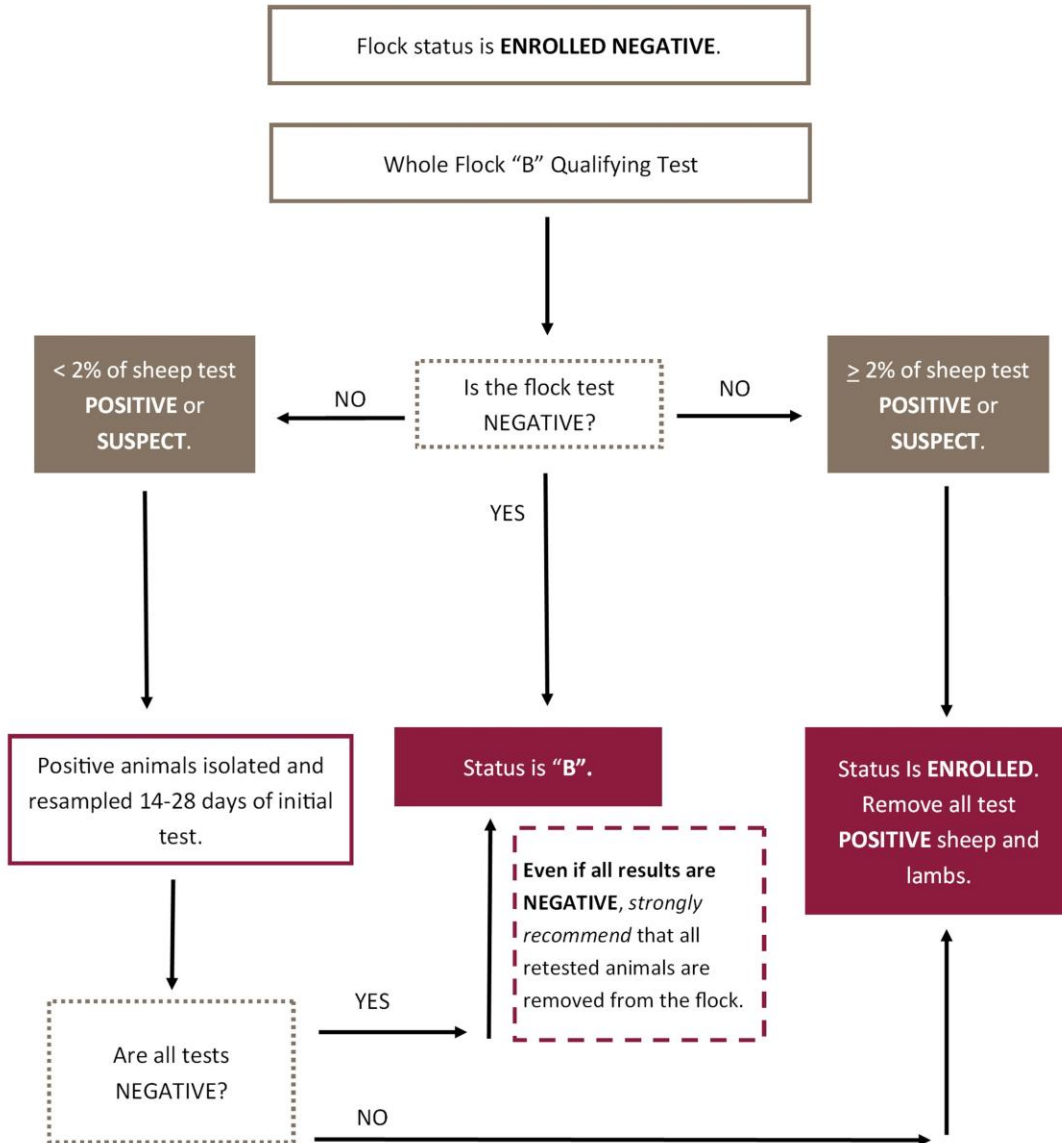 Flock status is ENROLLED NEGATIVE.
Whole Flock “B” Qualifying Test
< 2% of sheep test
POSITIVE or
SUSPECT.
NO
Is the flock test
NEGATIVE?
NO
≥ 2% of sheep test
POSITIVE or
SUSPECT.
YES
Positive animals isolated and
resampled 14-28 days of initial
test.
Status is “B”.
Status Is ENROLLED.
Remove all test
POSITIVE sheep and
lambs.
Even if all results are
NEGATIVE, strongly
recommend that all
retested animals are
removed from the flock.
YES
Are all tests
NEGATIVE?
NO